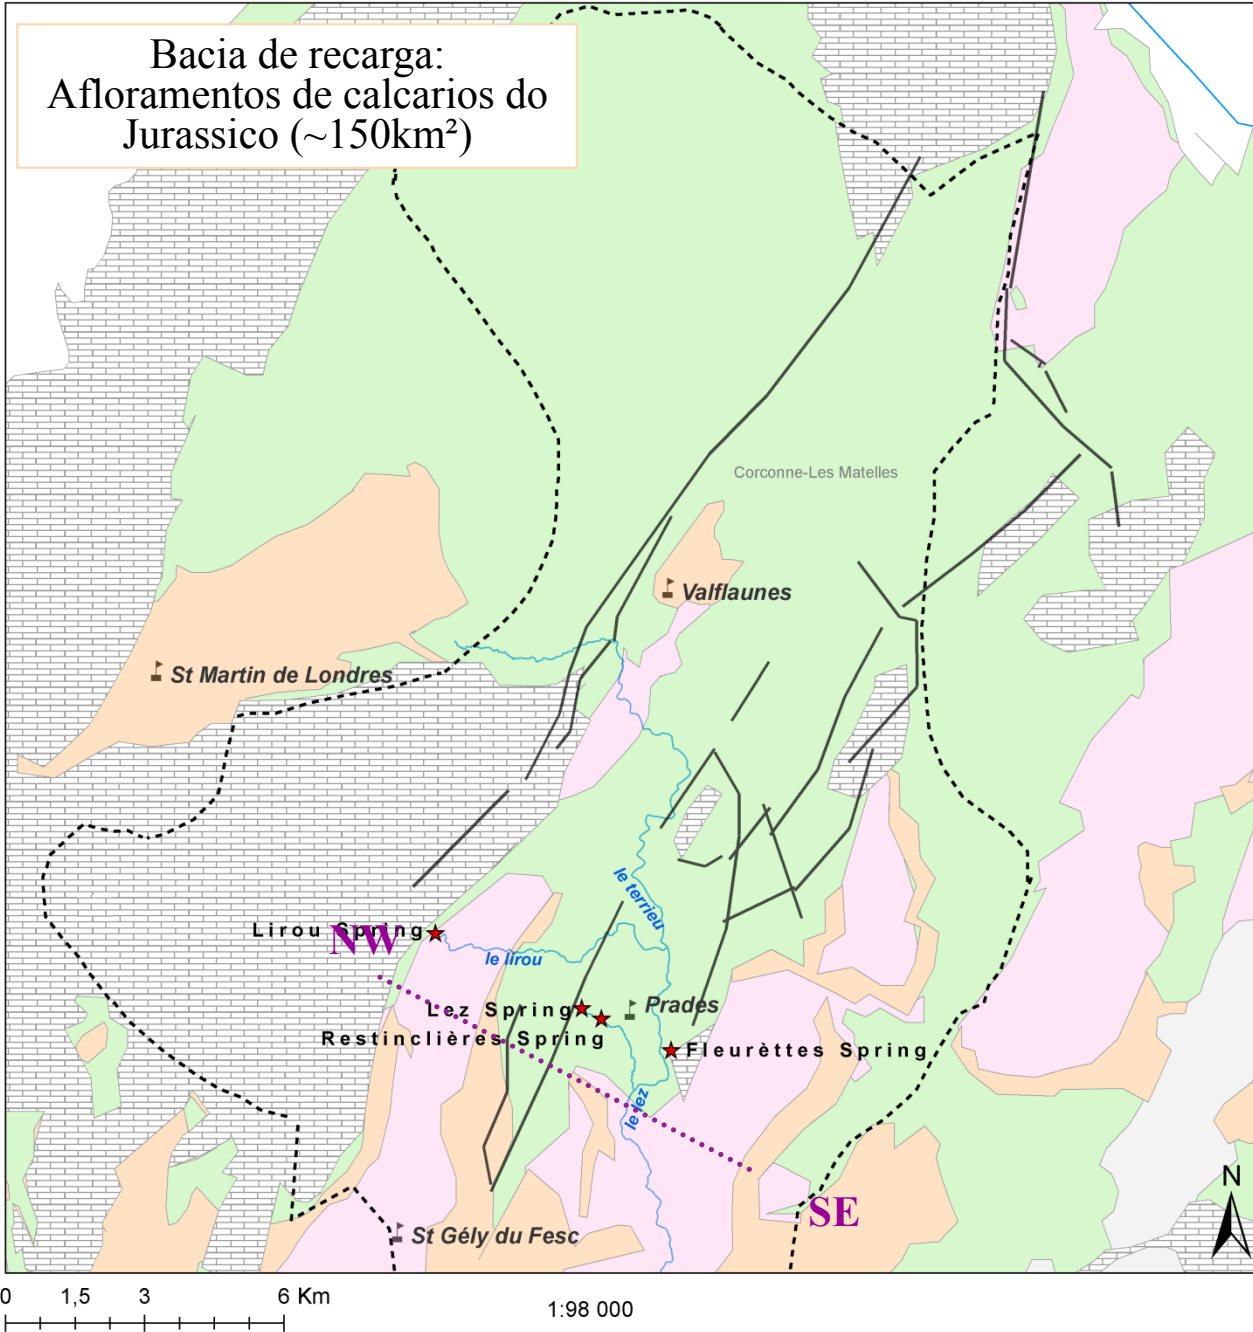 Bacia de recarga:
Afloramentos de calcarios do
Jurassico (~150km²)
Corconne-Les Matelles
Valflaunes
St Martin de Londres
le terrieu
Lirou Spring
NW
le lirou
Lez Spring
Prades
Restinclières Spring
Fleurèttes Spring
le lez
SE
N
St Gély du Fesc
0 1,5 3 6 Km
1:98 000